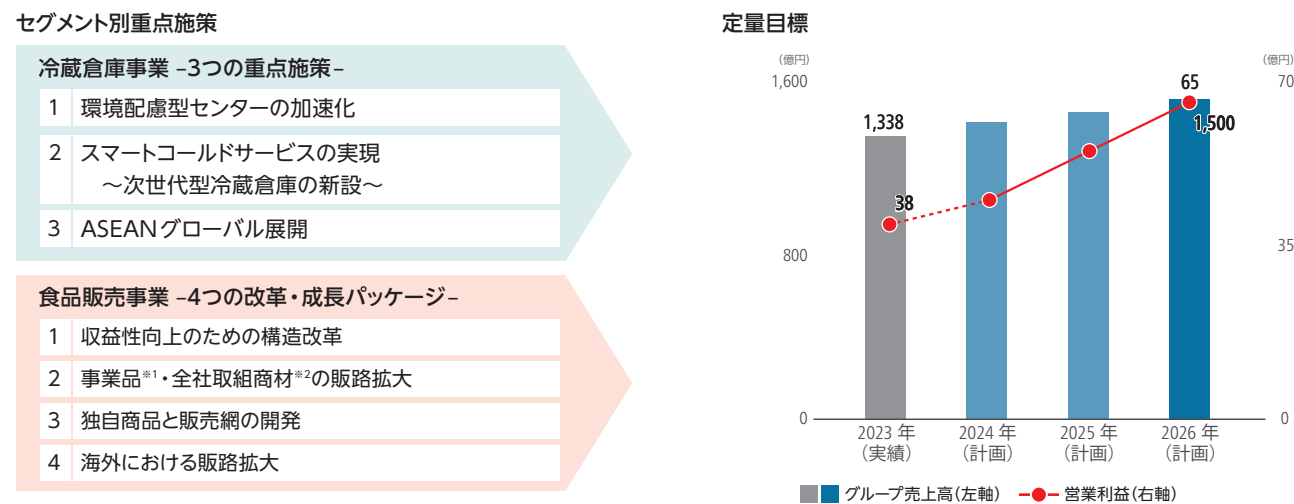 セグメント別重点施策
冷蔵倉庫事業 –3つの重点施策–
1 環境配慮型センターの加速化
2 スマートコールドサービスの実現
～次世代型冷蔵倉庫の新設～
3 ASEANグローバル展開
食品販売事業 –4つの改革・成長パッケージ–
1 収益性向上のための構造改革
2 事業品※1・全社取組商材※2の販路拡大
3 独自商品と販売網の開発
4 海外における販路拡大
定量目標
（億円）
（億円）
1,600
70
800
35
0
0
1,338
38
65
1,500
2023 年 2024 年 2025 年 2026 年
（実績） （計画） （計画） （計画）
グループ売上高（左軸） 営業利益（右軸）